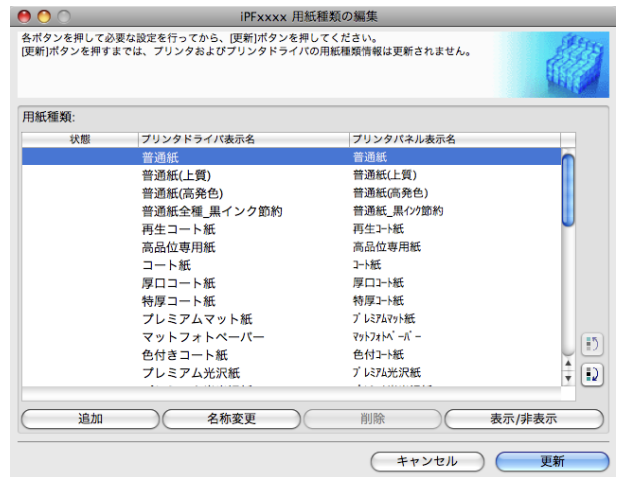 iPFxxxx 用紙種類の編集
各ボタンを押して必要な設定を行ってから、[更新]ボタンを押してください。
[更新]ボタンを押すまでは、プリンタおよびプリンタドライバの用紙種類情報は更新されません。
用紙種類:
状態 プリンタドライバ表示名 プリンタパネル表示名
普通紙 普通紙
普通紙(上質) 普通紙(上質)
普通紙(高発色) 普通紙(高発色)
普通紙全種_黒インク節約 普通紙_黒インク節約
再生コート紙 再生コート紙
高品位専用紙 高品位専用紙
コート紙 コート紙
厚口コート紙 厚口コート紙
特厚コート紙 特厚コート紙
プレミアムマット紙 プレミアムマット紙
マットフォトペーパー マットフォトペーパー
色付きコート紙 色付コート紙
プレミアム光沢紙 プレミアム光沢紙
追加 名称変更 削除 表示/非表示
キャンセル 更新